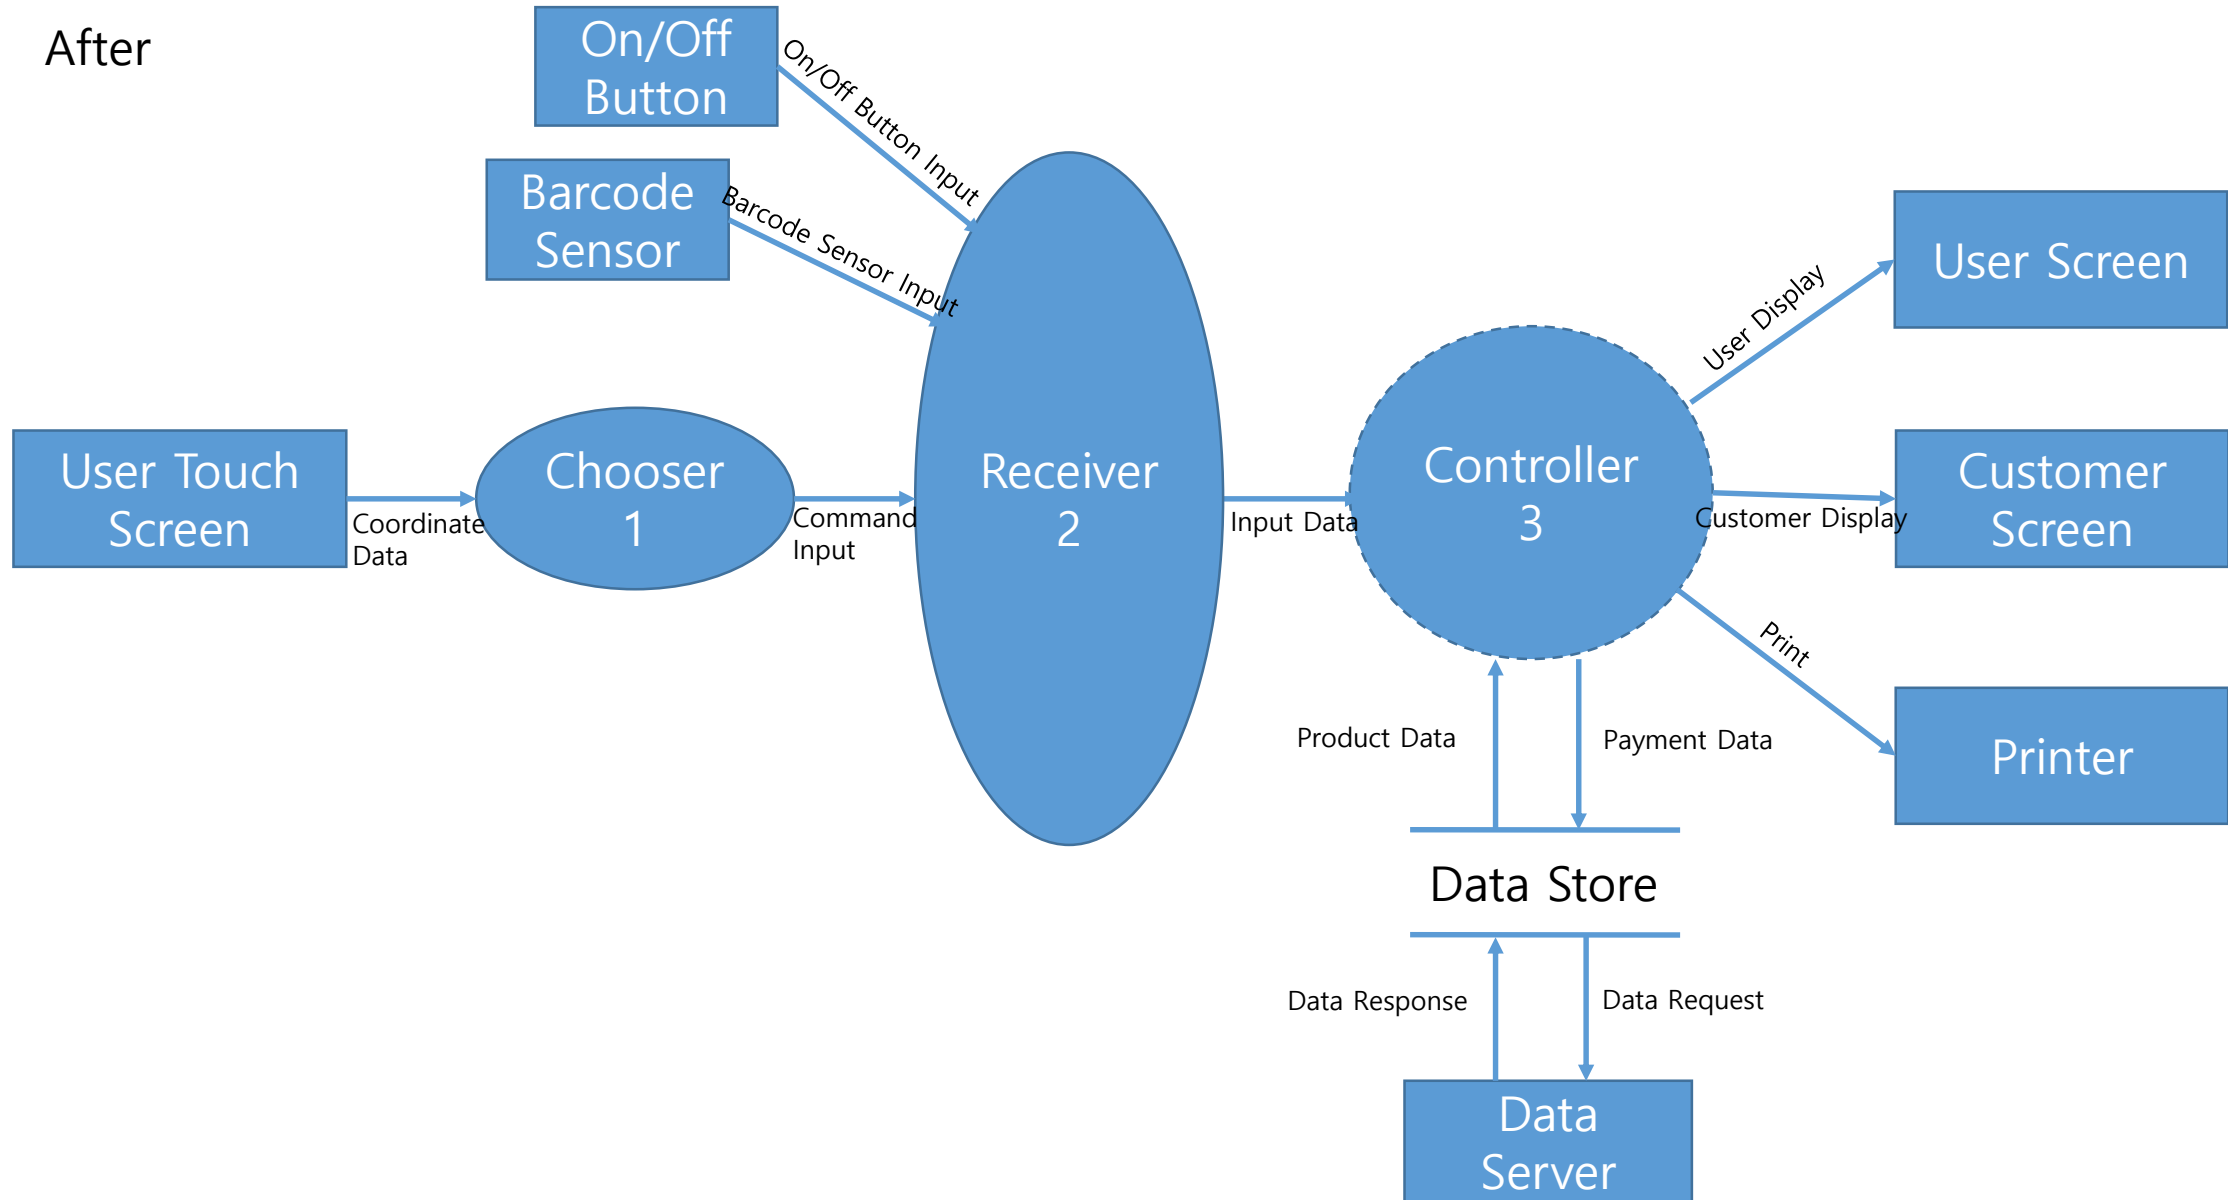 After
On/Off
Button
On/Off Button Input
Barcode
Sensor
Barcode Sensor Input
User Touch
Screen
Coordinate
Data
Chooser
1
Command
Input
Receiver
2
Input Data
Controller
3
User Display
User Screen
Customer Display
Customer
Screen
Print
Printer
Product Data
Payment Data
Data Store
Data Response
Data Request
Data
Server